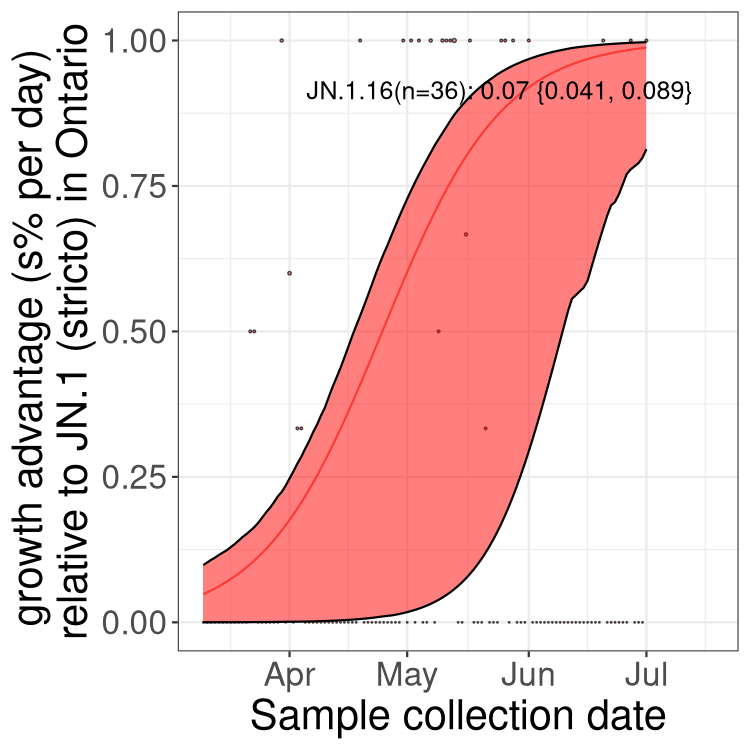 growth advantage (s% per day)
relative to JN.1 (stricto) in Ontario
1.00
0.75
0.50
0.25
0.00
JN.1.16(n=36): 0.07 {0.041, 0.089}
Apr May Jun Jul
Sample collection date